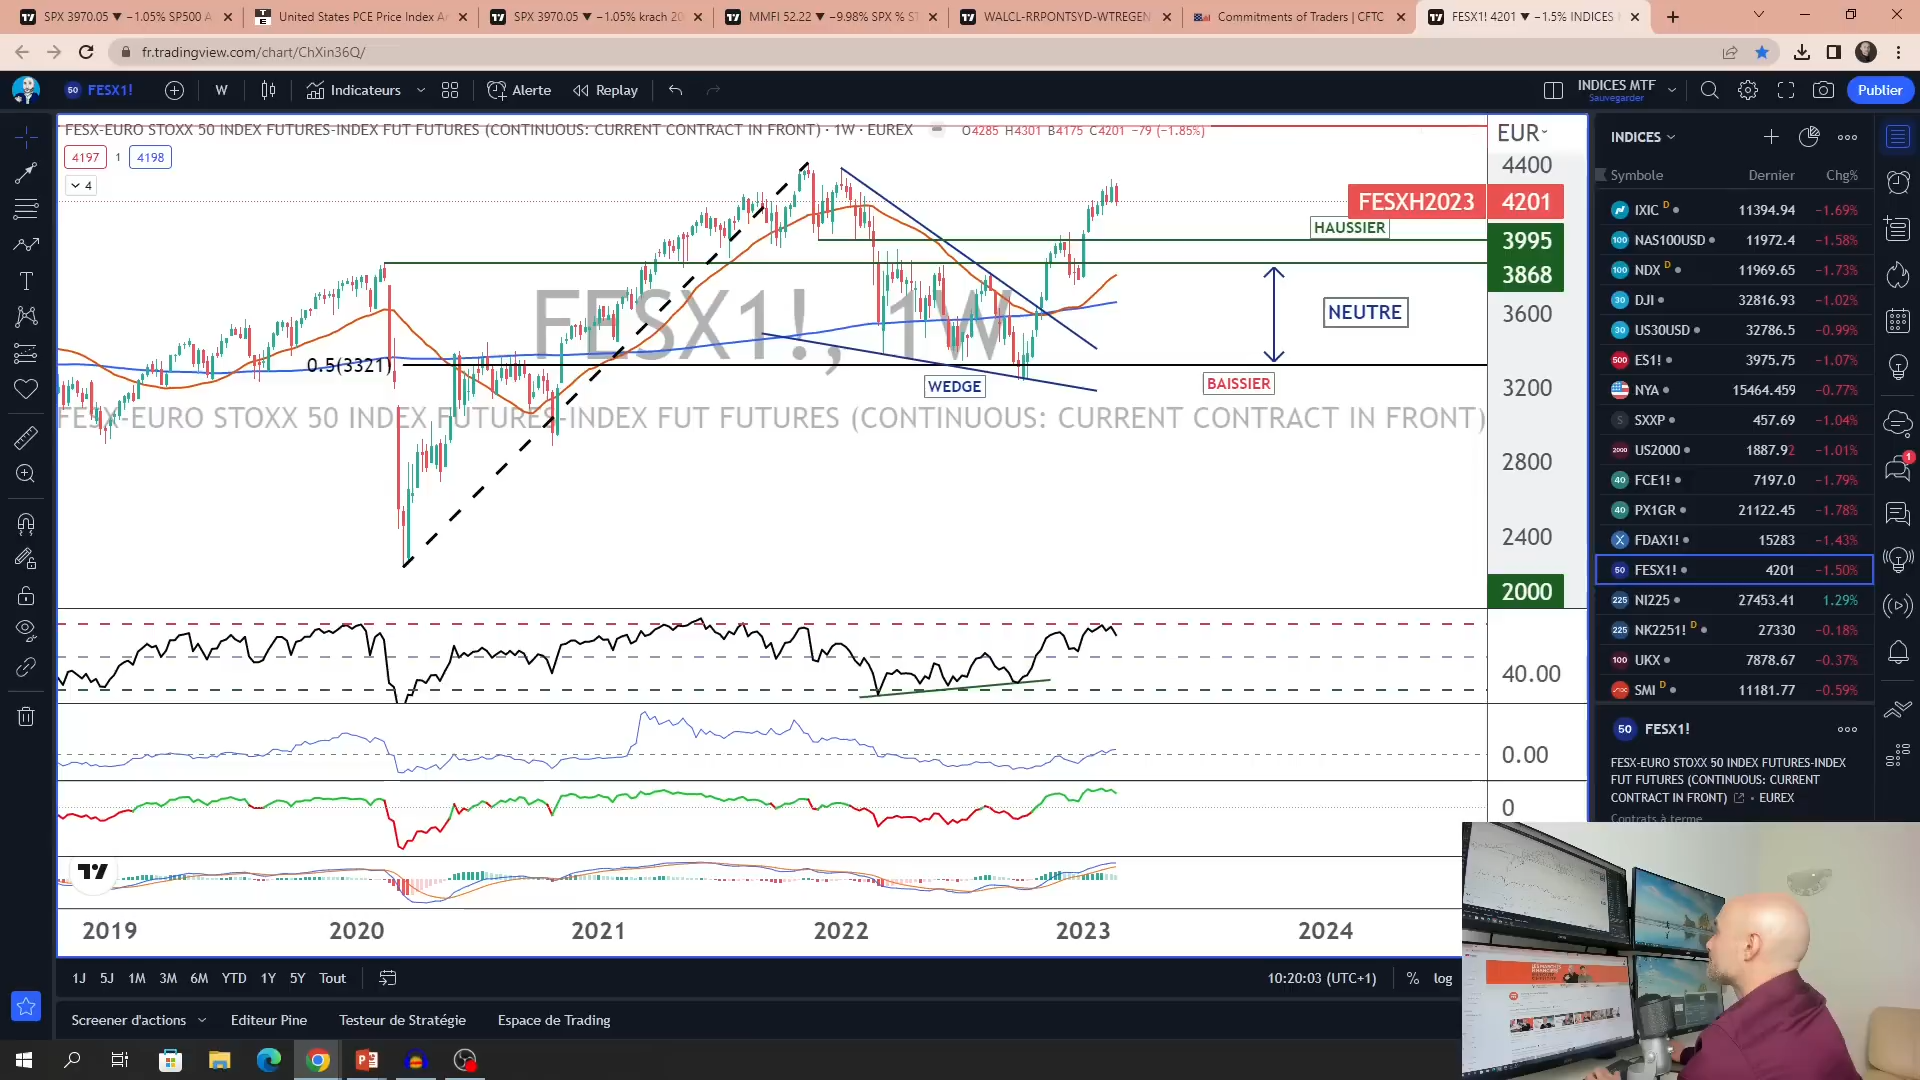 SPX 3970.05 ▼ −1.05% SP500 A
United States PCE Price Index An
SPX 3970.05 ▼ −1.05% krach 20
MMFI 52.22 ▼ −9.98% SPX % ST
WALCL-RRPONTSYD-WTREGEN
Commitments of Traders | CFTC
FESX1! 4201 ▼ −1.5% INDICES
fr.tradingview.com/chart/ChXin36Q/
FESX1!
W
Indicateurs
Alerte
Replay
INDICES MTF
Sauvegarder
Publier
FESX-EURO STOXX 50 INDEX FUTURES-INDEX FUT FUTURES (CONTINUOUS: CURRENT CONTRACT IN FRONT) · 1W · EUREX
O4285 H4301 B4175 C4201 −79 (−1.85%)
4197 1 4198
4
EUR
4400
FESXH2023 4201
HAUSSIER
3995
3868
3600
NEUTRE
0.5(3321)
WEDGE
BAISSIER
3200
FESX1!, 1W
FESX-EURO STOXX 50 INDEX FUTURES-INDEX FUT FUTURES (CONTINUOUS: CURRENT CONTRACT IN FRONT)
2800
2400
2000
40.00
0.00
0
2019 2020 2021 2022 2023 2024
1J 5J 1M 3M 6M YTD 1Y 5Y Tout
10:20:03 (UTC+1) % log
Screener d'actions
Editeur Pine
Testeur de Stratégie
Espace de Trading
INDICES
Symbole Dernier Chg%
IXIC D 11394.94 −1.69%
NAS100USD 11972.4 −1.58%
NDX D 11969.65 −1.73%
DJI 32816.93 −1.02%
US30USD 32786.5 −0.99%
ES1! 3975.75 −1.07%
NYA 15464.459 −0.77%
SXXP 457.69 −1.04%
US2000 1887.92 −1.01%
FCE1! 7197.0 −1.79%
PX1GR 21122.45 −1.78%
FDAX1! 15283 −1.43%
FESX1! 4201 −1.50%
NI225 27453.41 1.29%
NK2251! D 27330 −0.18%
UKX 7878.67 −0.37%
SMI D 11181.77 −0.59%
50 FESX1!
FESX-EURO STOXX 50 INDEX FUTURES-INDEX
FUT FUTURES (CONTINUOUS: CURRENT
CONTRACT IN FRONT) • EUREX
Contrats à terme